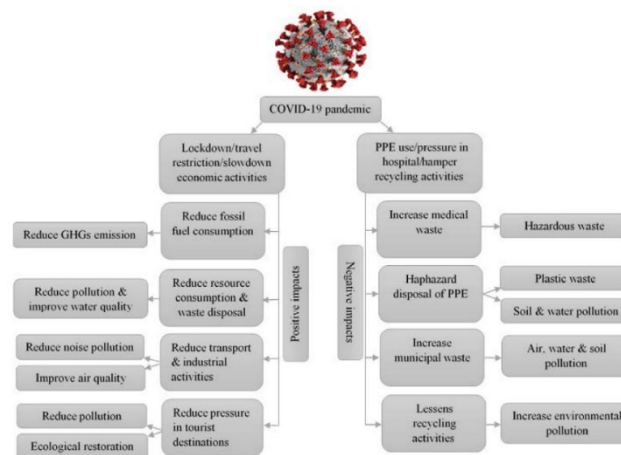 COVID-19 pandemic
Lockdown/travel
restriction/slowdown
economic activities
PPE use/pressure in
hospital/hamper
recycling activities
Positive impacts
Negative impacts
Reduce fossil
fuel consumption
Reduce GHGs emission
Reduce resource
consumption &
waste disposal
Reduce pollution &
improve water quality
Reduce transport
& industrial
activities
Reduce noise pollution
Improve air quality
Reduce pressure
in tourist
destinations
Reduce pollution
Ecological restoration
Increase medical
waste
Hazardous waste
Haphazard
disposal of PPE
Plastic waste
Soil & water pollution
Increase
municipal waste
Air, water & soil
pollution
Lessens
recycling
activities
Increase environmental
pollution